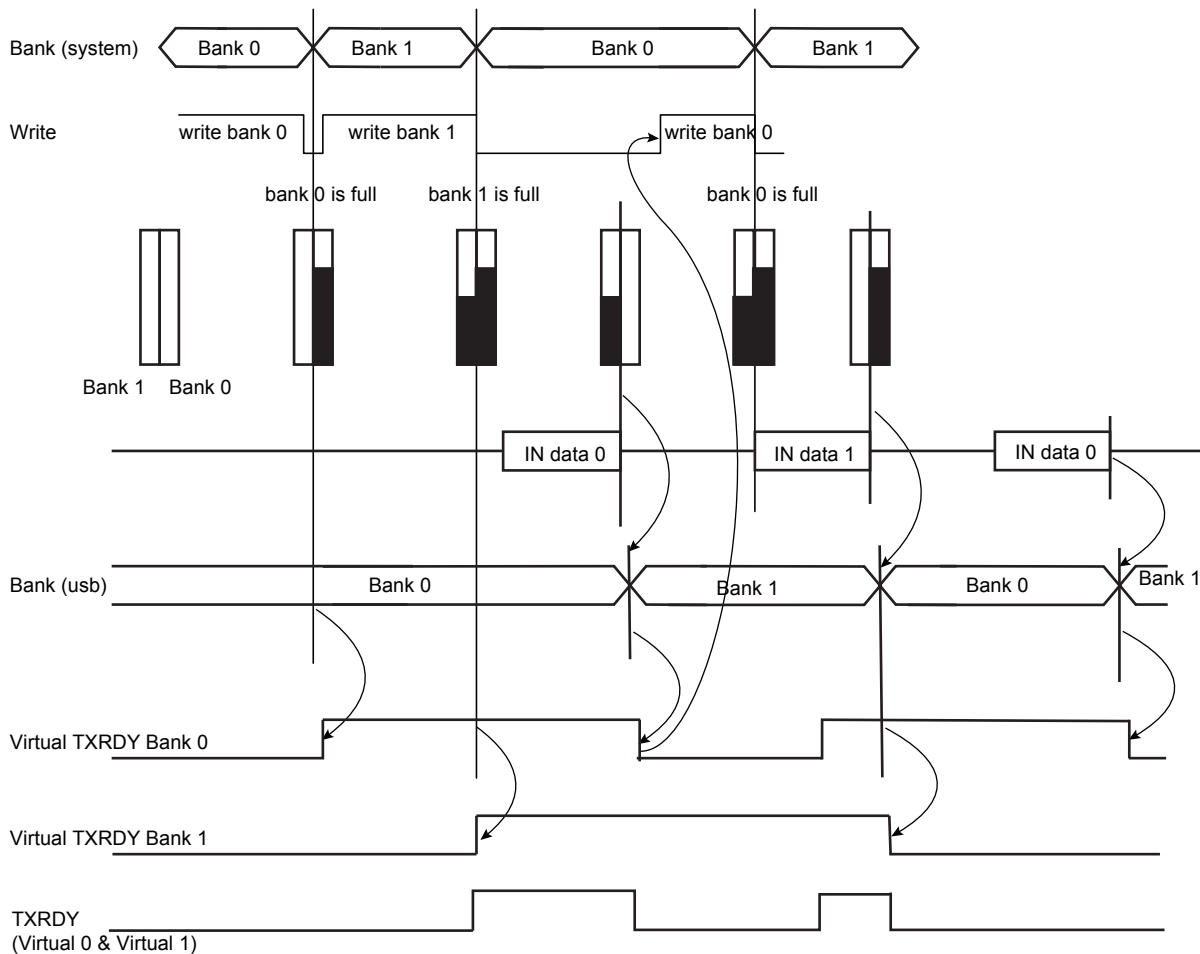 Bank (system)
Bank 0
Bank 1
Bank 0
Bank 1
Write
write bank 0
write bank 1
write bank 0
bank 0 is full
bank 1 is full
bank 0 is full
Bank 1
Bank 0
IN data 0
IN data 1
IN data 0
Bank (usb)
Bank 0
Bank 1
Bank 0
Bank 1
Virtual TXRDY Bank 0
Virtual TXRDY Bank 1
TXRDY
(Virtual 0 & Virtual 1)